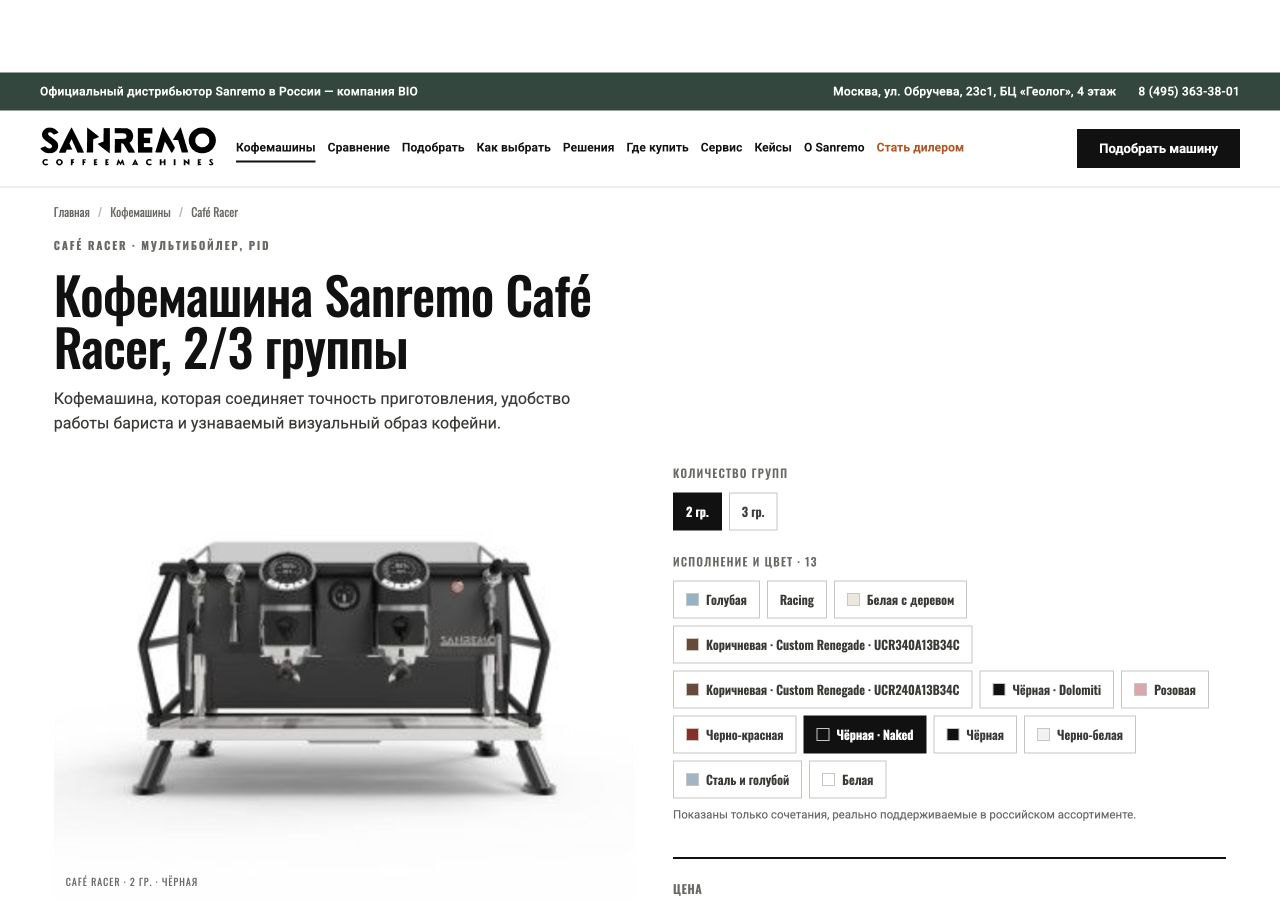 Официальный дистрибьютор Sanremo в России — компания BIO
Москва, ул. Обручева, 23с1, БЦ «Геолог», 4 этаж
8 (495) 363-38-01
SANREMO
COFFEEMACHINES
Кофемашины
Сравнение
Подобрать
Как выбрать
Решения
Где купить
Сервис
Кейсы
О Sanremo
Стать дилером
Подобрать машину
Главная / Кофемашины / Café Racer
CAFÉ RACER · МУЛЬТИБОЙЛЕР, PID
Кофемашина Sanremo Café
Racer, 2/3 группы
Кофемашина, которая соединяет точность приготовления, удобство
работы бариста и узнаваемый визуальный образ кофейни.
SANREMO
CAFÉ RACER · 2 ГР. · ЧЁРНАЯ
КОЛИЧЕСТВО ГРУПП
2 гр.
3 гр.
ИСПОЛНЕНИЕ И ЦВЕТ · 13
Голубая
Racing
Белая с деревом
Коричневая · Custom Renegade · UCR340A13B34C
Коричневая · Custom Renegade · UCR240A13B34C
Чёрная · Dolomiti
Розовая
Черно-красная
Чёрная · Naked
Чёрная
Черно-белая
Сталь и голубой
Белая
Показаны только сочетания, реально поддерживаемые в российском ассортименте.
ЦЕНА